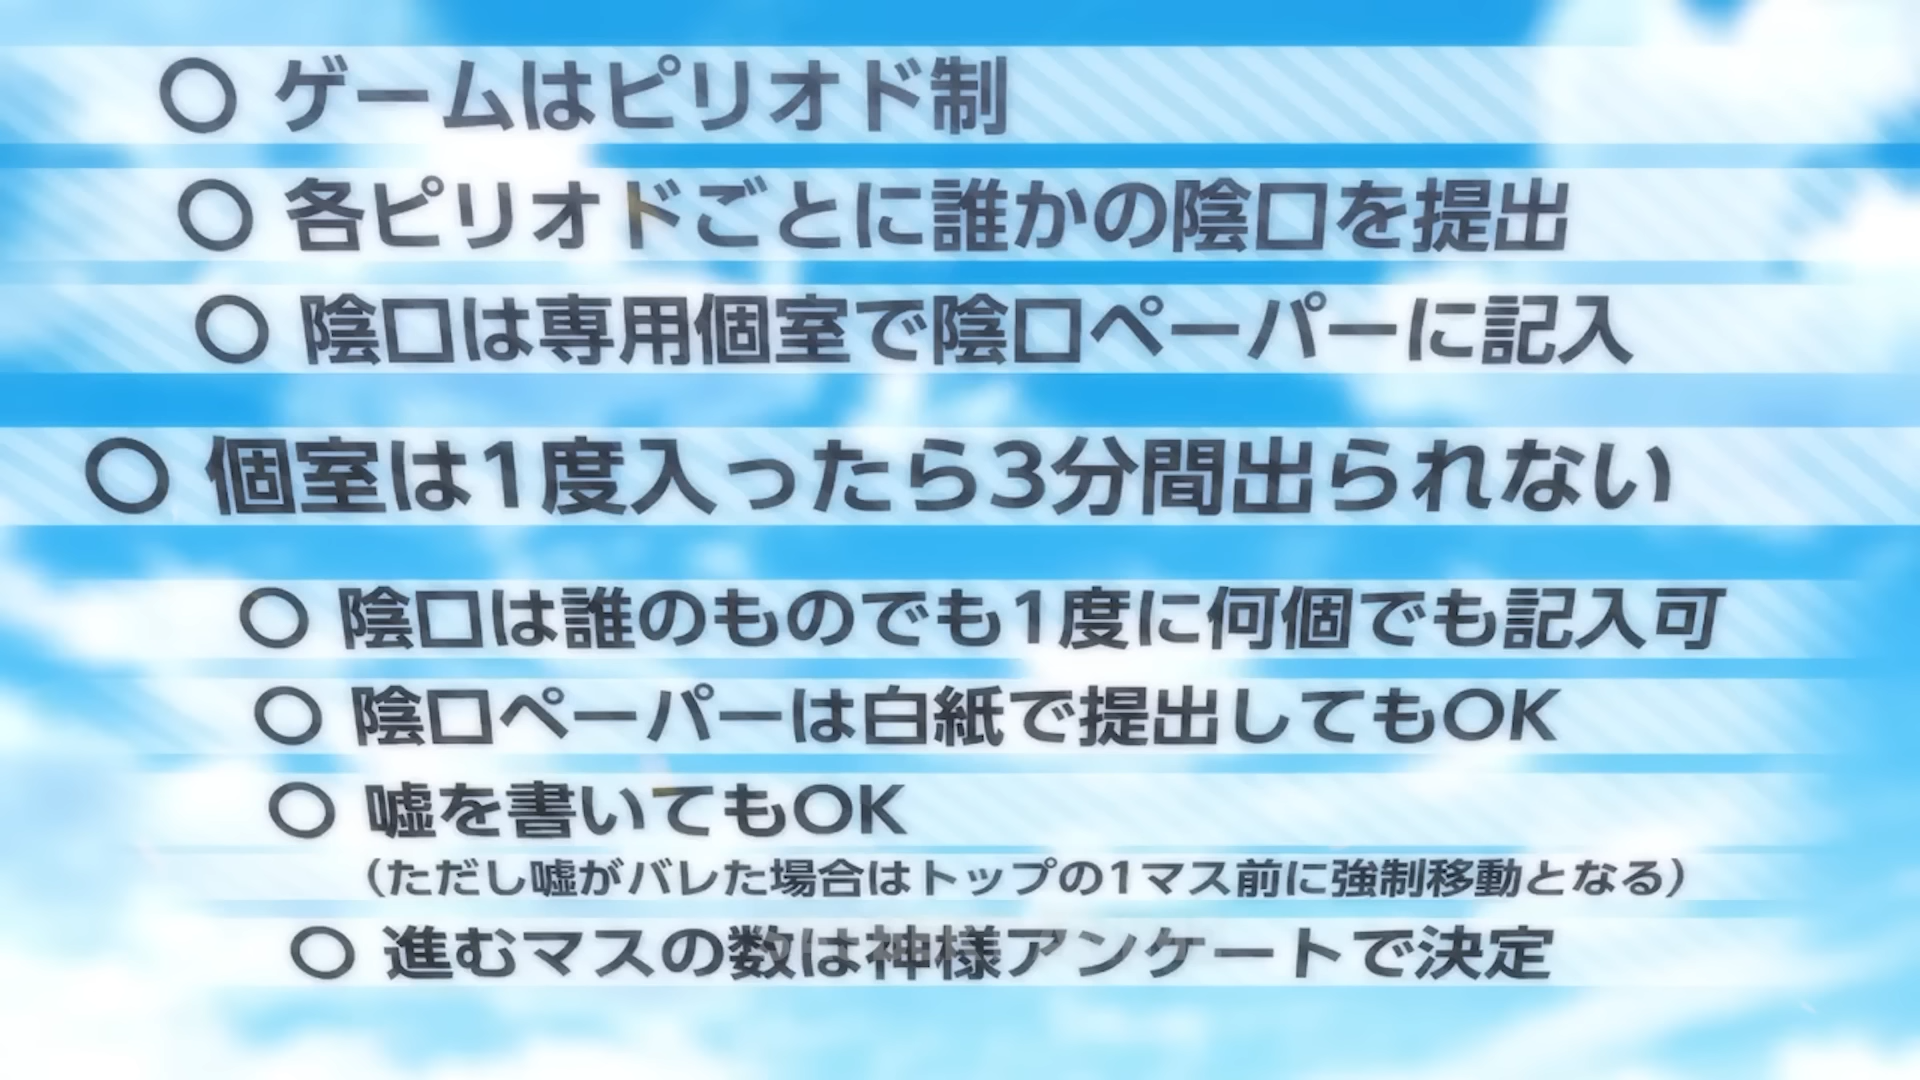 〇 ゲームはピリオド制
〇 各ピリオドごとに誰かの陰口を提出
〇 陰口は専用個室で陰口ペーパーに記入
〇 個室は1度入ったら3分間出られない
〇 陰口は誰のものでも1度に何個でも記入可
〇 陰口ペーパーは白紙で提出してもOK
〇 嘘を書いてもOK
（ただし嘘がバレた場合はトップの1マス前に強制移動となる）
〇 進むマスの数は神様アンケートで決定